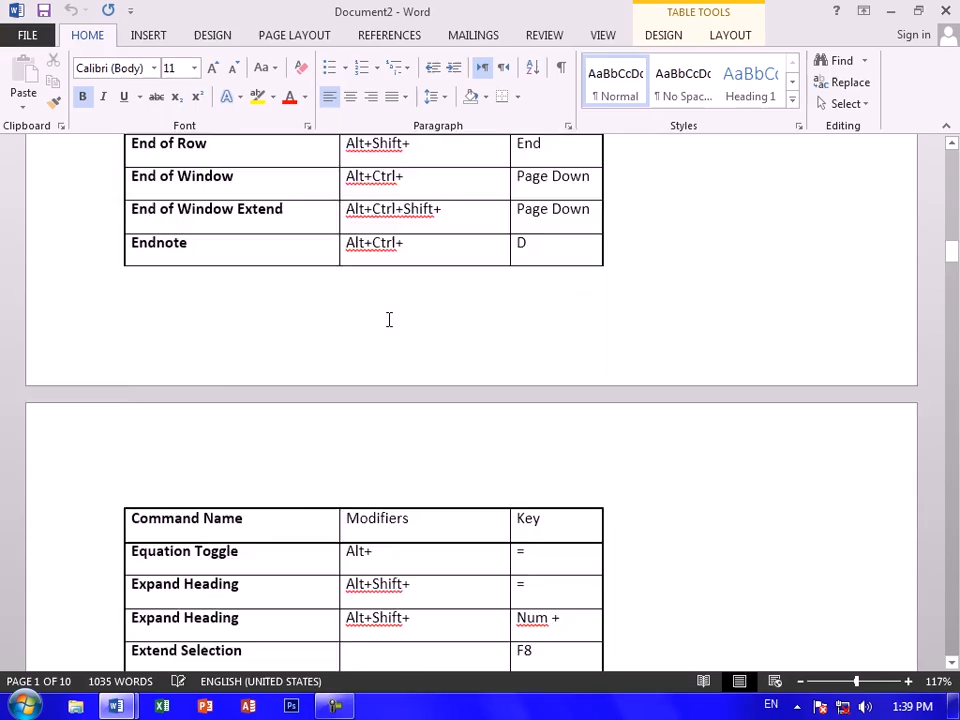 Document2 - Word
TABLE TOOLS
FILE
HOME
INSERT
DESIGN
PAGE LAYOUT
REFERENCES
MAILINGS
REVIEW
VIEW
DESIGN
LAYOUT
Sign in
Paste
Calibri (Body)
11
AaBbCcDc
AaBbCcDc
AaBbCc
¶ Normal
¶ No Spac...
Heading 1
Find
Replace
Select
Clipboard
Font
Paragraph
Styles
Editing
End of Row Alt+Shift+ End
End of Window Alt+Ctrl+ Page Down
End of Window Extend Alt+Ctrl+Shift+ Page Down
Endnote Alt+Ctrl+ D
Command Name Modifiers Key
Equation Toggle Alt+ =
Expand Heading Alt+Shift+ =
Expand Heading Alt+Shift+ Num +
Extend Selection F8
PAGE 1 OF 10
1035 WORDS
ENGLISH (UNITED STATES)
117%
EN
1:39 PM